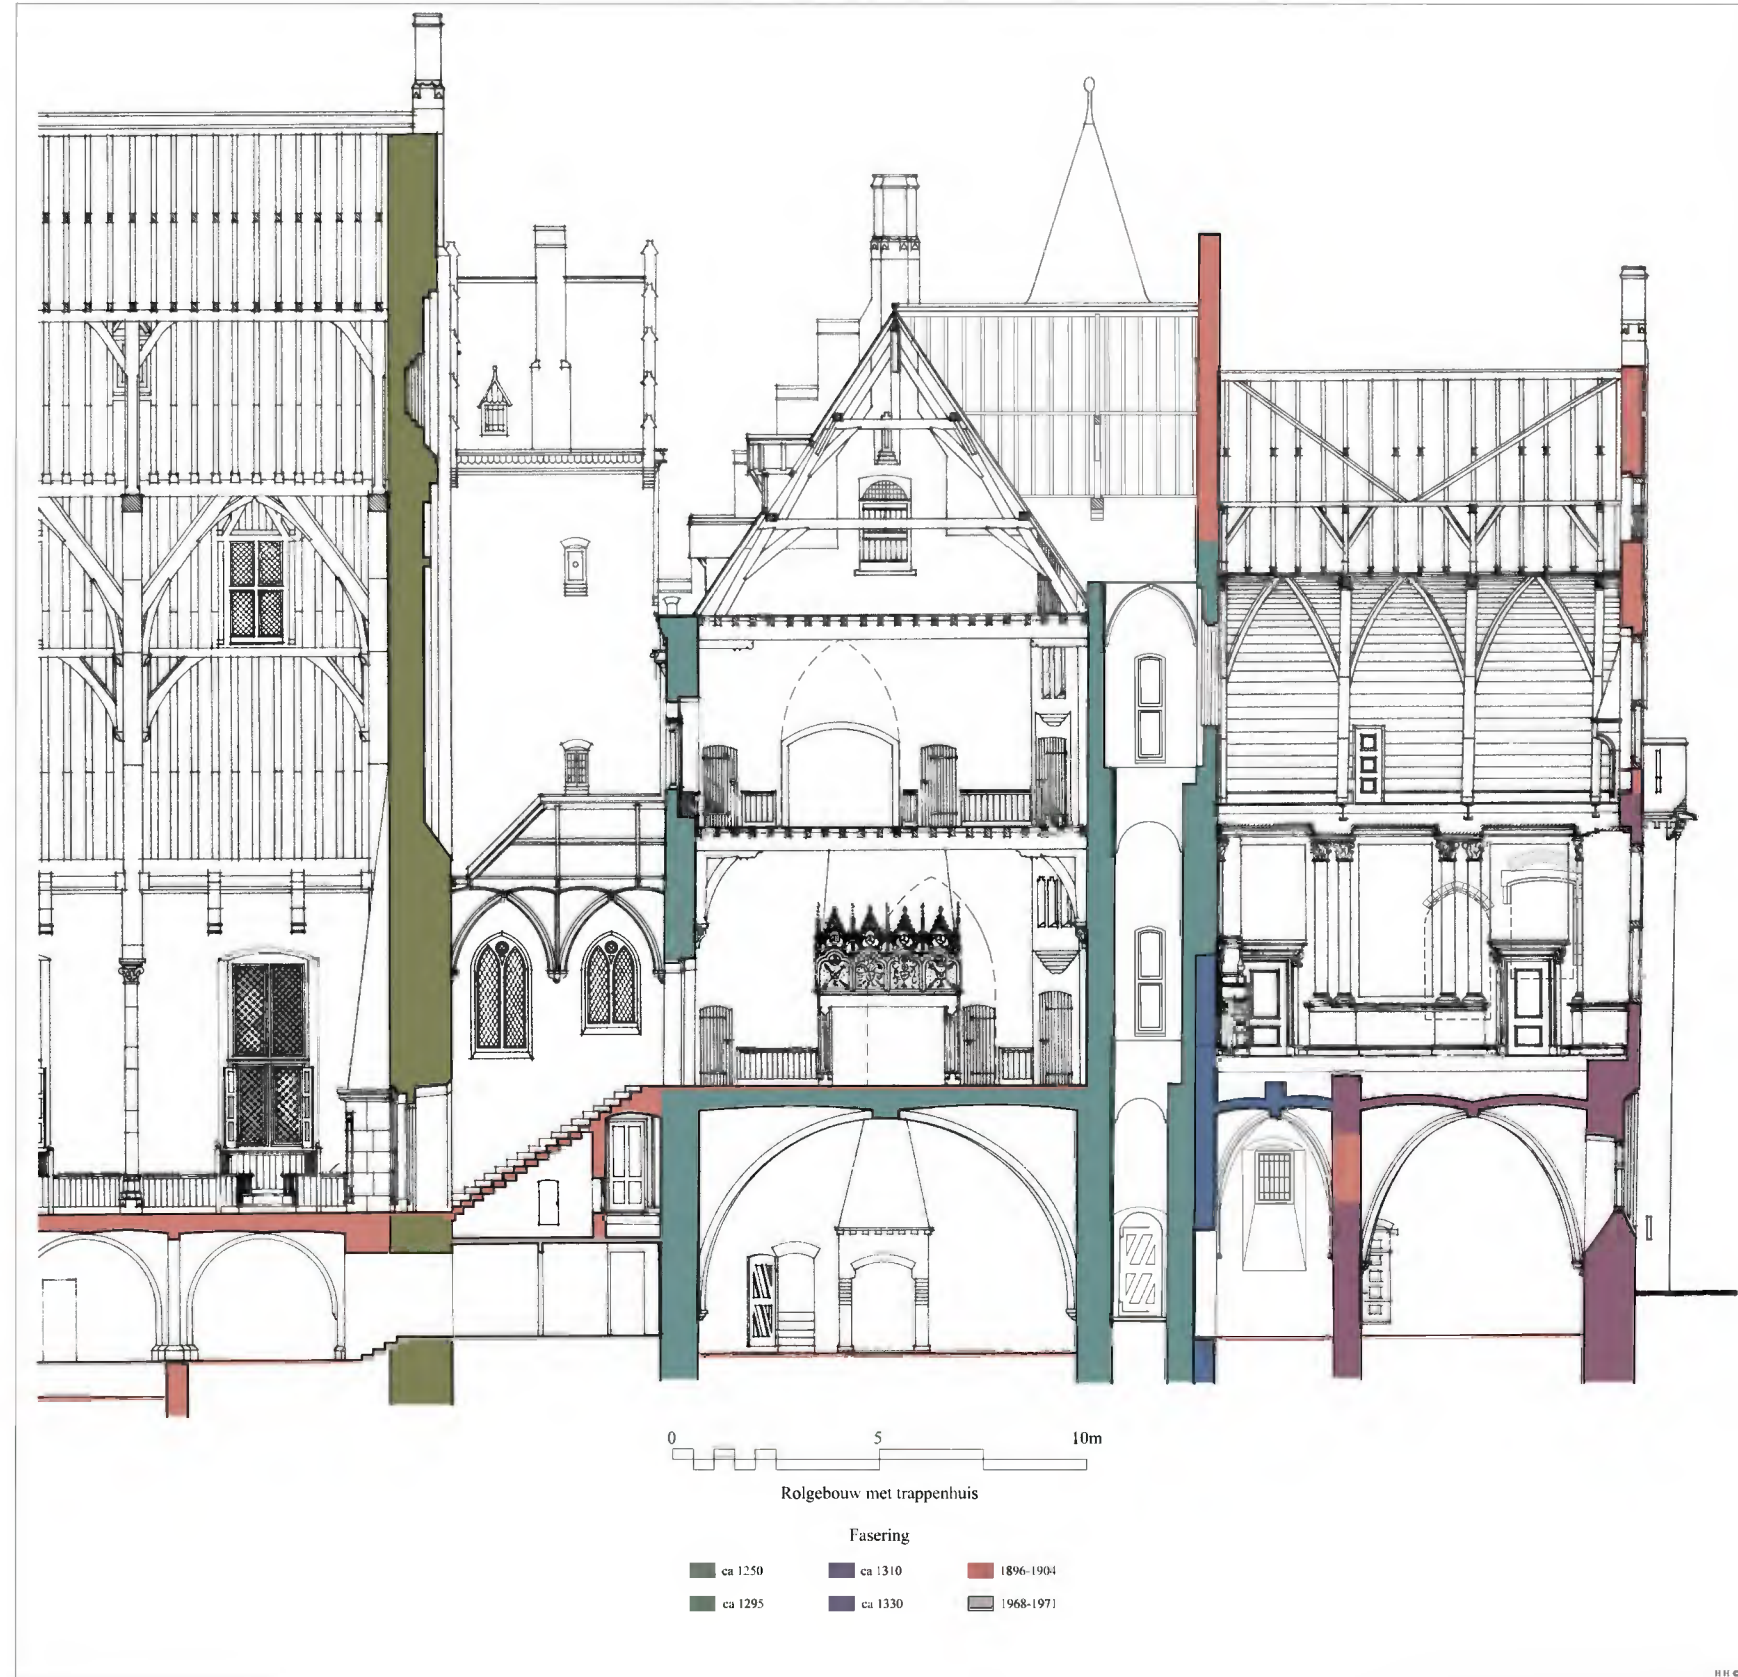 0 5 10m
Rolgebouw met trappenhuis
Fasering
ca 1250 ca 1310 1896-1904
ca 1295 ca 1330 1968-1971
H H ©